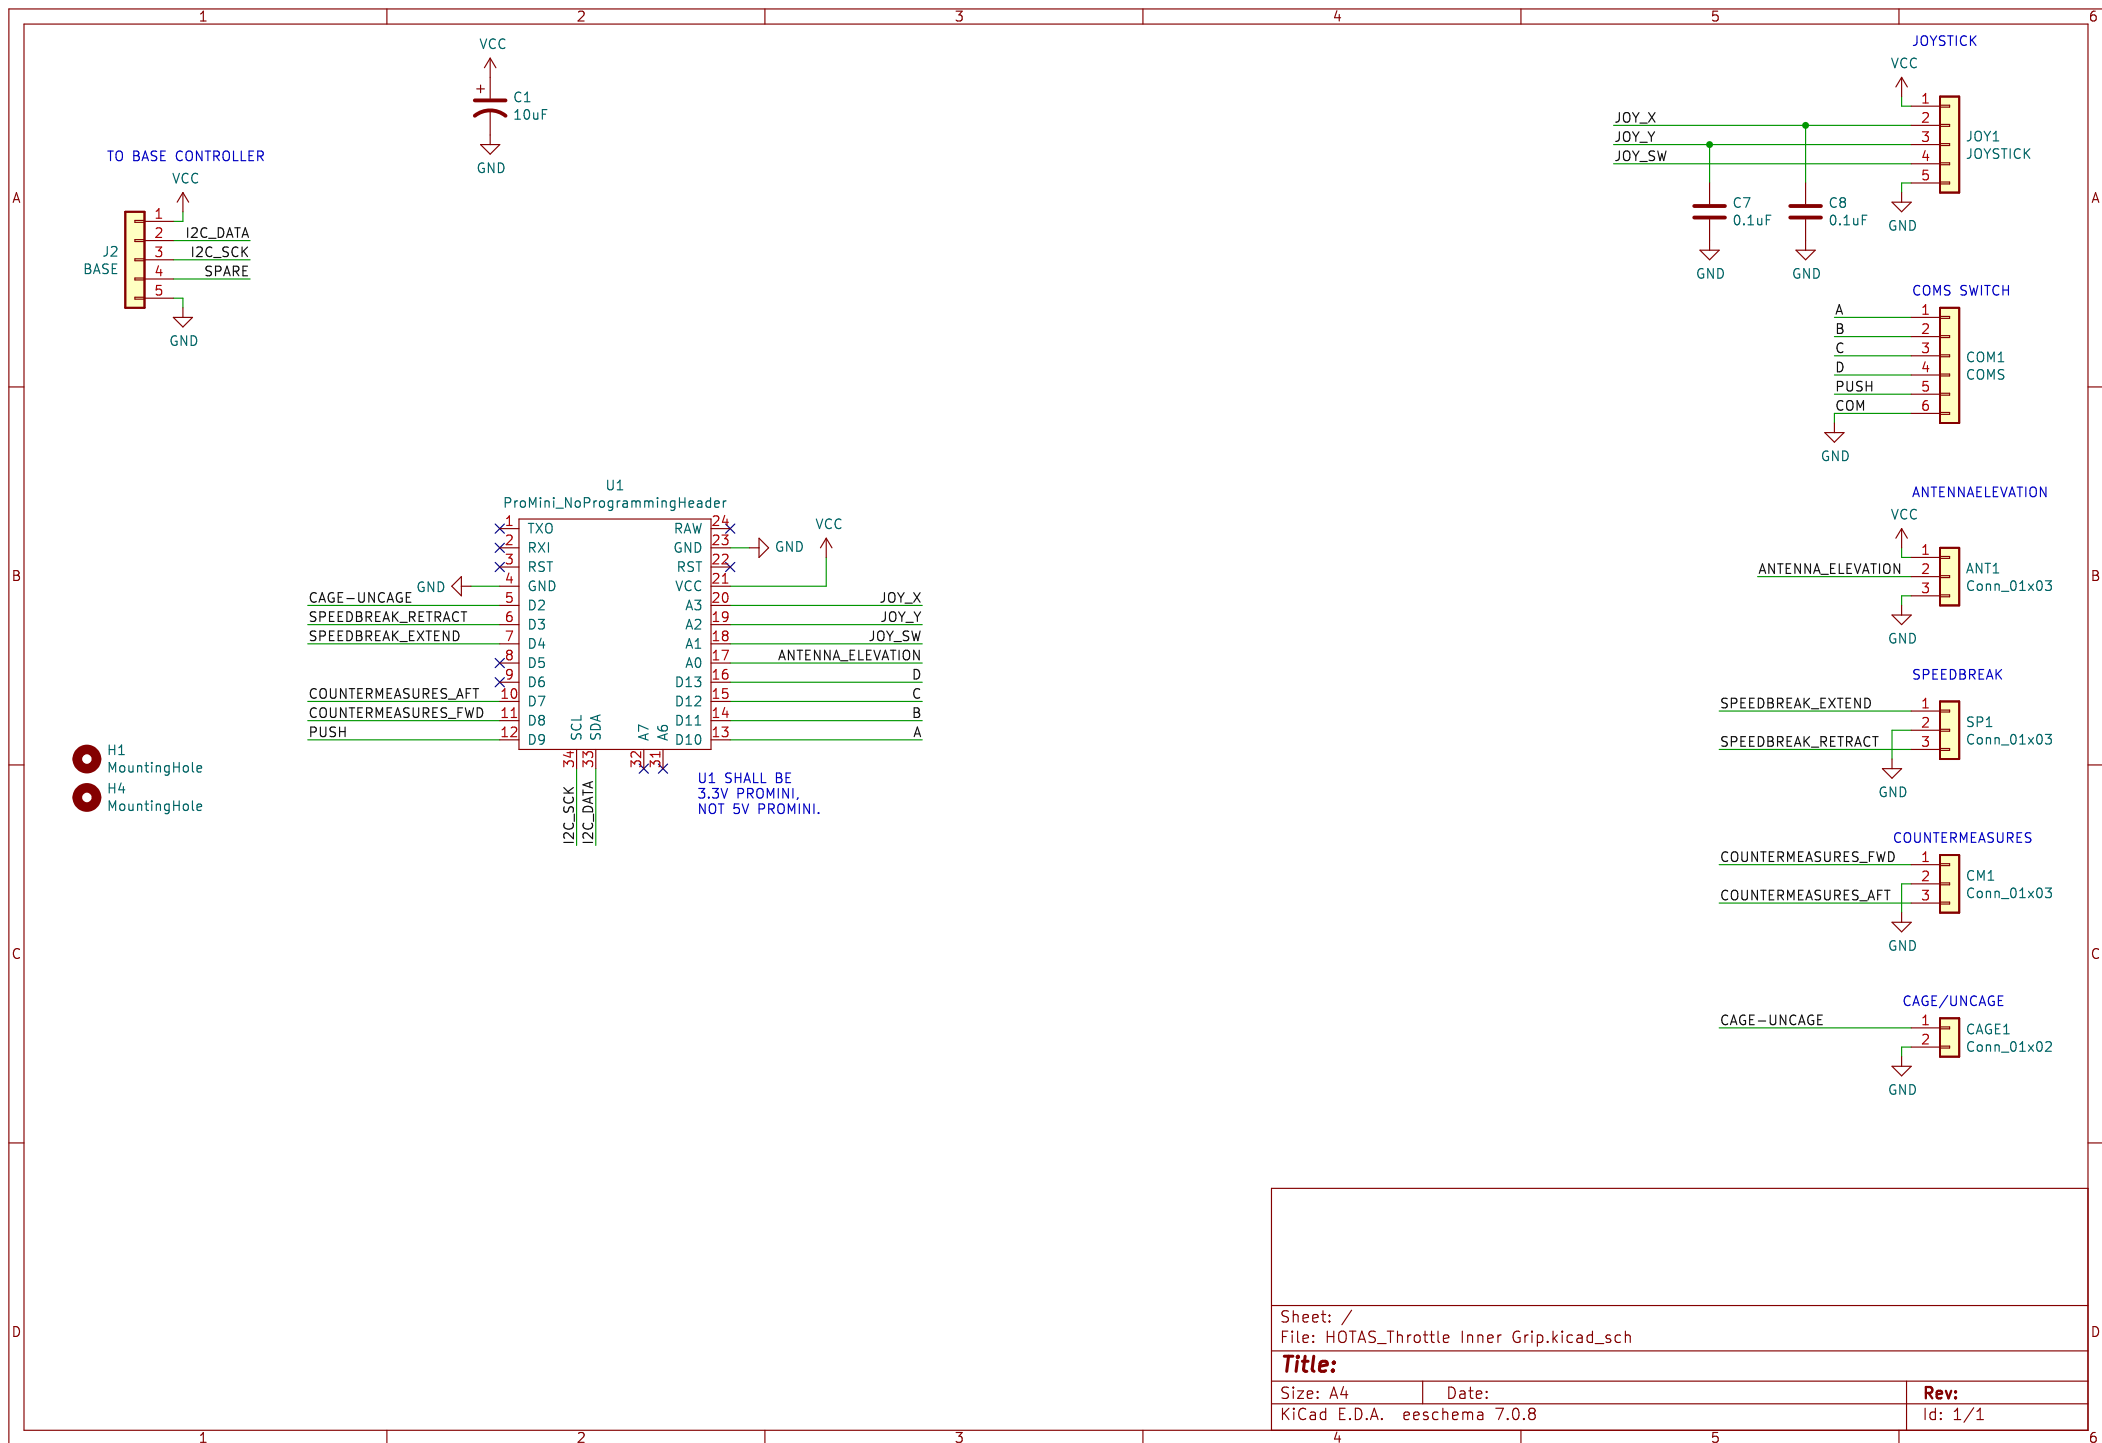 1 2 3 4 5 6
A
B
C
D
A
B
C
D
VCC
+
C1
10uF
GND
TO BASE CONTROLLER
VCC
1
2 I2C_DATA
3 I2C_SCK
4 SPARE
5
J2
BASE
GND
JOYSTICK
VCC
1
JOY_X 2
JOY_Y 3
JOY_SW 4
5
JOY1
JOYSTICK
C7
0.1uF
C8
0.1uF
GND
GND
GND
COMS SWITCH
A 1
B 2
C 3
D 4
PUSH 5
COM 6
COM1
COMS
GND
U1
ProMini_NoProgrammingHeader
1 TXO RAW 24
2 RXI GND 23 GND
3 RST RST 22
GND 4 GND VCC 21
VCC
CAGE-UNCAGE 5 D2 A3 20 JOY_X
SPEEDBREAK_RETRACT 6 D3 A2 19 JOY_Y
SPEEDBREAK_EXTEND 7 D4 A1 18 JOY_SW
8 D5 A0 17 ANTENNA_ELEVATION
9 D6 D13 16 D
COUNTERMEASURES_AFT 10 D7 D12 15 C
COUNTERMEASURES_FWD 11 D8 D11 14 B
PUSH 12 D9 D10 13 A
SCL SDA A7 A6
34 33 32 31
I2C_SCK
I2C_DATA
U1 SHALL BE
3.3V PROMINI,
NOT 5V PROMINI.
H1
MountingHole
H4
MountingHole
ANTENNAELEVATION
VCC
1
ANTENNA_ELEVATION 2
3
ANT1
Conn_01x03
GND
SPEEDBREAK
SPEEDBREAK_EXTEND 1
2
SPEEDBREAK_RETRACT 3
SP1
Conn_01x03
GND
COUNTERMEASURES
COUNTERMEASURES_FWD 1
2
COUNTERMEASURES_AFT 3
CM1
Conn_01x03
GND
CAGE/UNCAGE
CAGE-UNCAGE 1
2
CAGE1
Conn_01x02
GND
Sheet: /
File: HOTAS_Throttle Inner Grip.kicad_sch
Title:
Size: A4 Date: Rev:
KiCad E.D.A. eeschema 7.0.8 Id: 1/1
1 2 3 4 5 6